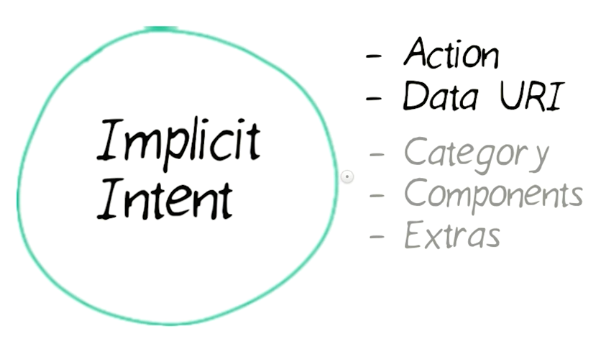 Implicit
Intent
- Action
- Data URI
- Category
- Components
- Extras